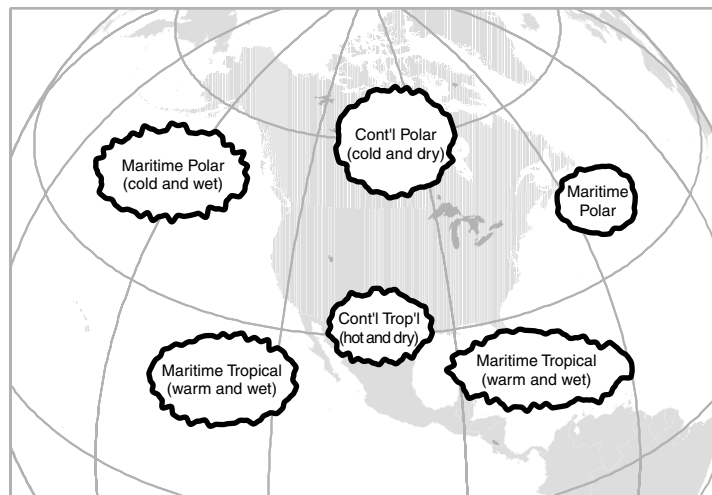 Cont'l Polar
(cold and dry)
Maritime Polar
(cold and wet)
Maritime
Polar
Cont'l Trop'l
(hot and dry)
Maritime Tropical
(warm and wet)
Maritime Tropical
(warm and wet)